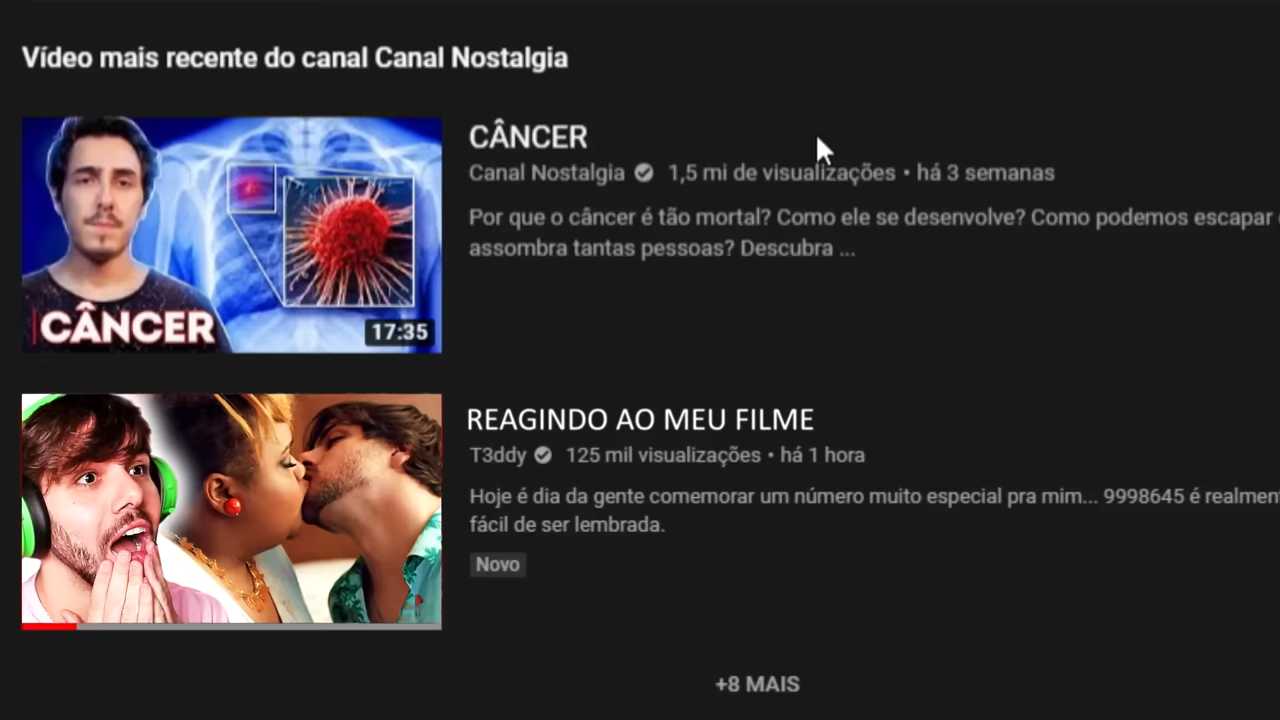 Vídeo mais recente do canal Canal Nostalgia
CÂNCER
Canal Nostalgia 1,5 mi de visualizações • há 3 semanas
Por que o câncer é tão mortal? Como ele se desenvolve? Como podemos escapar
assombra tantas pessoas? Descubra ...
CÂNCER
17:35
REAGINDO AO MEU FILME
T3ddy 125 mil visualizações • há 1 hora
Hoje é dia da gente comemorar um número muito especial pra mim... 9998645 é realmen
fácil de ser lembrada.
Novo
+8 MAIS